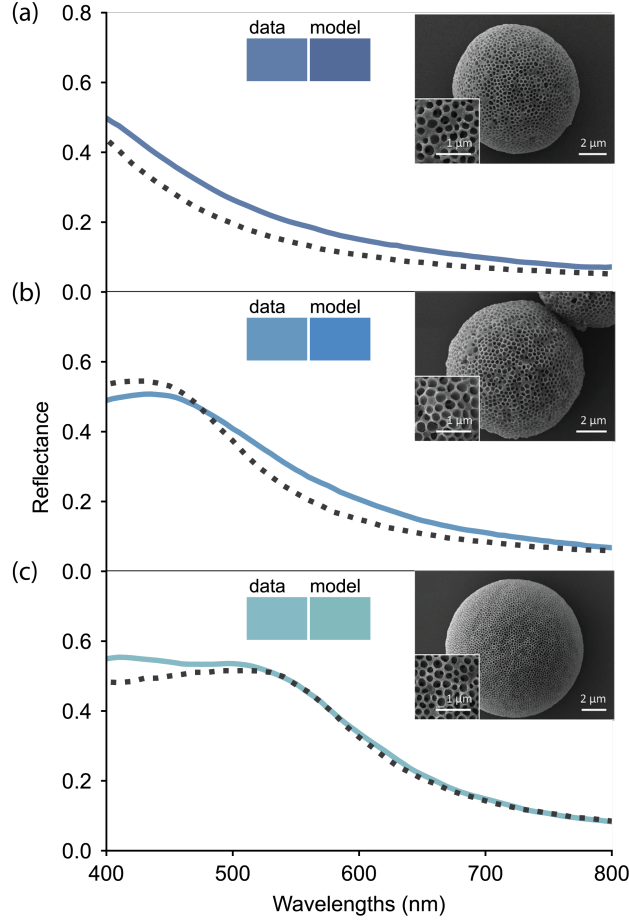 (a)
0.8
data model
0.6
1 µm
2 µm
0.4
0.2
(b)
0.0
data model
0.6
1 µm
2 µm
Reflectance
0.4
0.2
(c)
0.0
data model
0.6
1 µm
2 µm
0.4
0.2
0.0
400 500 600 700 800
Wavelengths (nm)